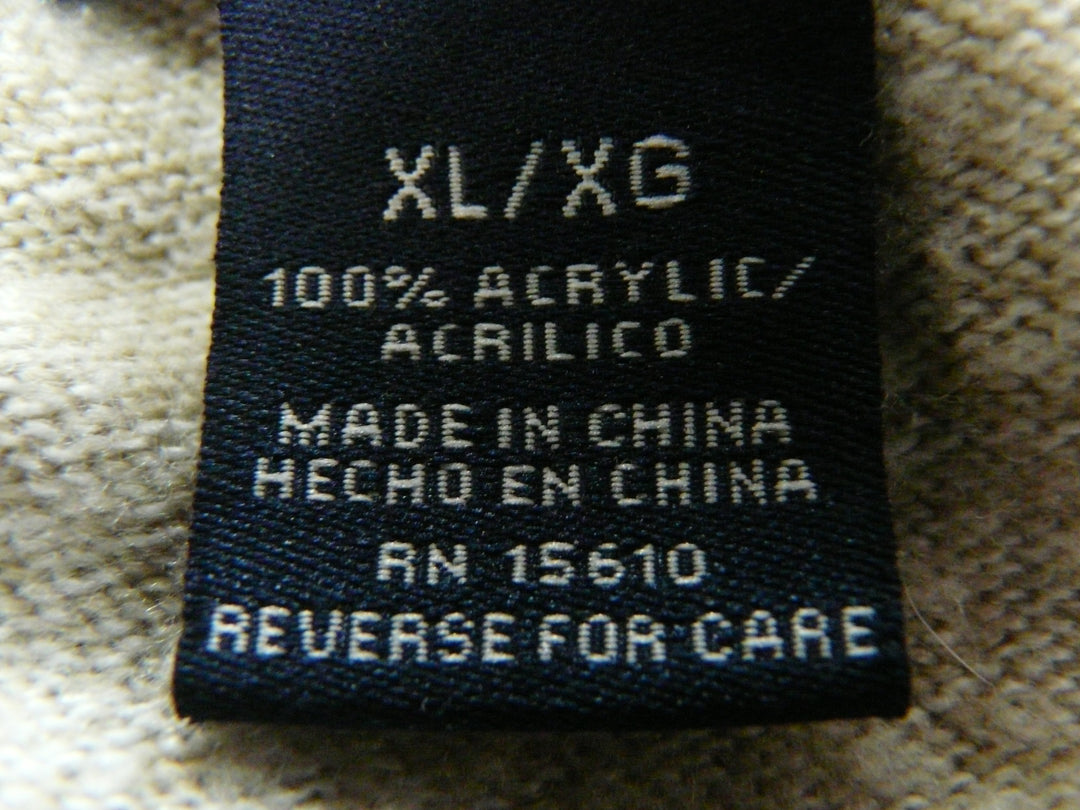 XL/XG
100% ACRYLIC/
ACRILICO
MADE IN CHINA
HECHO EN CHINA
RN 15610
REVERSE FOR CARE